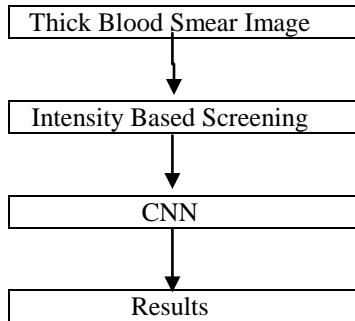 Thick Blood Smear Image
Intensity Based Screening
CNN
Results